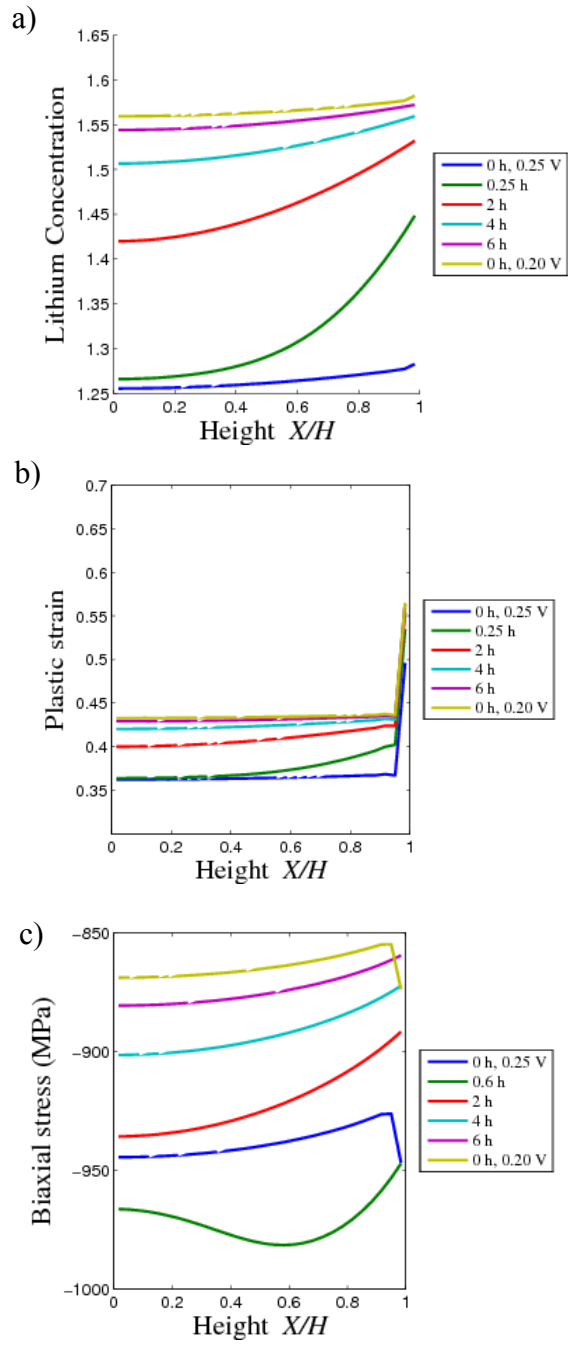 a)
1.65
1.6
1.55
1.5
1.45
1.4
1.35
1.3
1.25
0
0.2
0.4
0.6
0.8
1
Lithium Concentration
Height X/H
0 h, 0.25 V
0.25 h
2 h
4 h
6 h
0 h, 0.20 V
b)
0.7
0.65
0.6
0.55
0.5
0.45
0.4
0.35
0
0.2
0.4
0.6
0.8
1
Plastic strain
Height X/H
0 h, 0.25 V
0.25 h
2 h
4 h
6 h
0 h, 0.20 V
c)
−850
−900
−950
−1000
0
0.2
0.4
0.6
0.8
1
Biaxial stress (MPa)
Height X/H
0 h, 0.25 V
0.6 h
2 h
4 h
6 h
0 h, 0.20 V